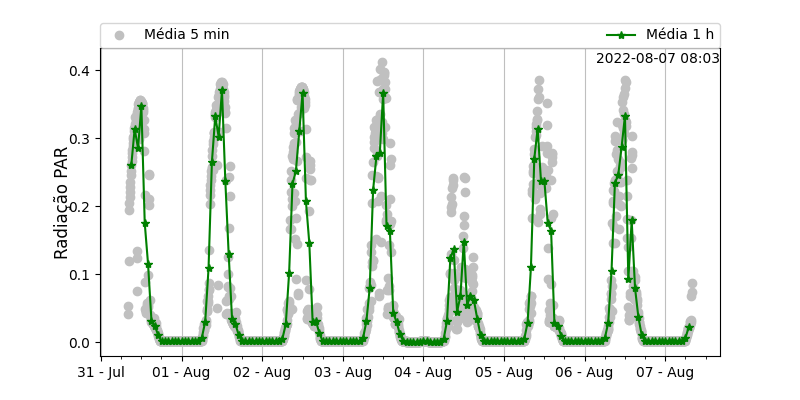 Média 5 min
Média 1 h
2022-08-07 08:03
Radiação PAR
0.4
0.3
0.2
0.1
0.0
31 - Jul
01 - Aug
02 - Aug
03 - Aug
04 - Aug
05 - Aug
06 - Aug
07 - Aug